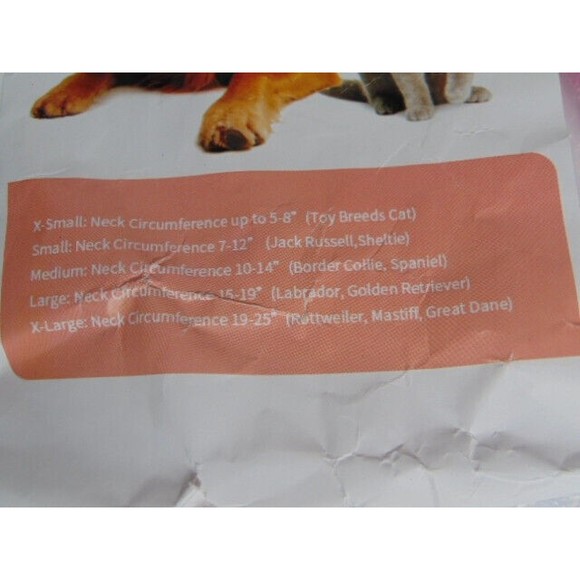 X-Small: Neck Circumference up to 5-8" (Toy Breeds Cat)
Small: Neck Circumference 7-12" (Jack Russell,Sheltie)
Medium: Neck Circumference 10-14" (Border Collie, Spaniel)
Large: Neck Circumference 15-19" (Labrador, Golden Retriever)
X-Large: Neck Circumference 19-25" (Rottweiler, Mastiff, Great Dane)